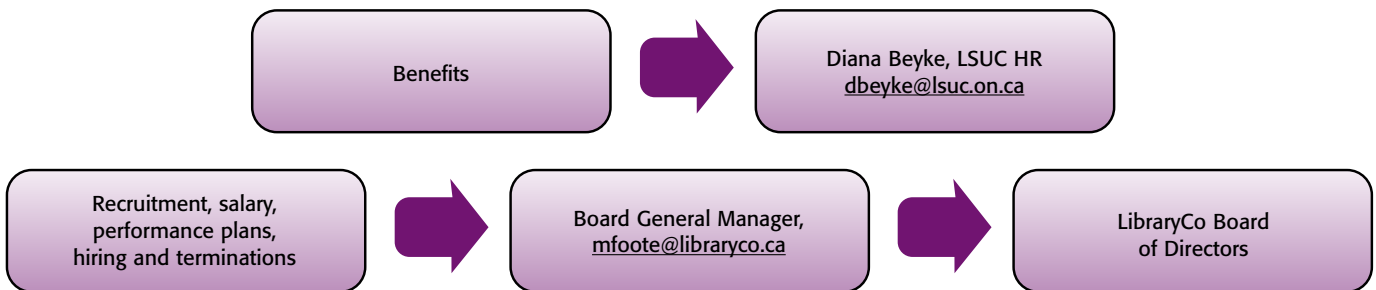 Benefits
Diana Beyke, LSUC HR
dbeyke@lsuc.on.ca
Recruitment, salary,
performance plans,
hiring and terminations
Board General Manager,
mfoote@libraryco.ca
LibraryCo Board
of Directors